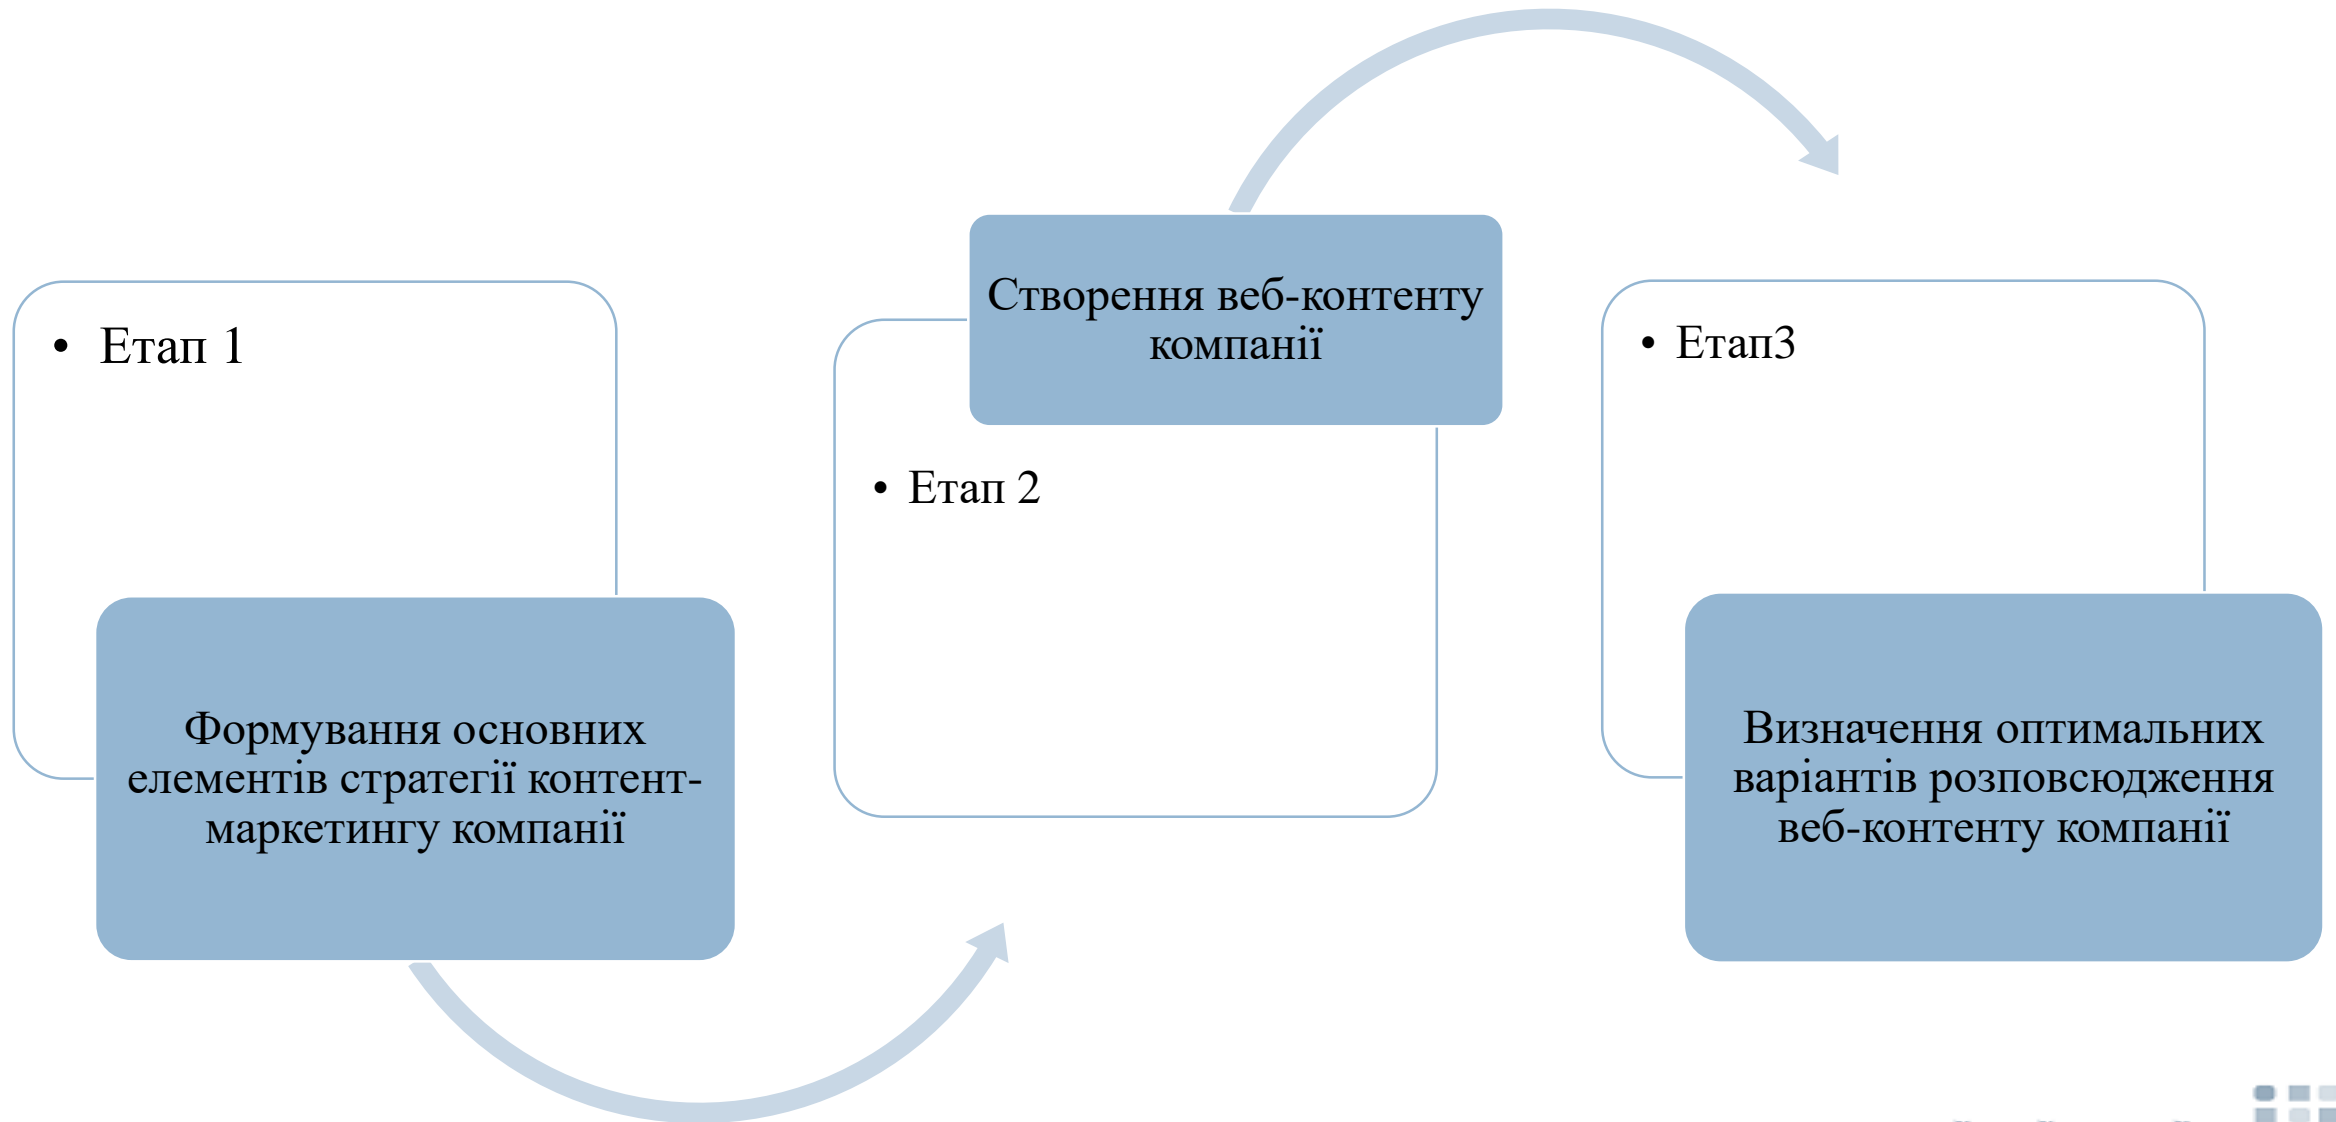 • Етап 1
Формування основних
елементів стратегії контент-
маркетингу компанії
Створення веб-контенту
компанії
• Етап 2
• Етап3
Визначення оптимальних
варіантів розповсюдження
веб-контенту компанії